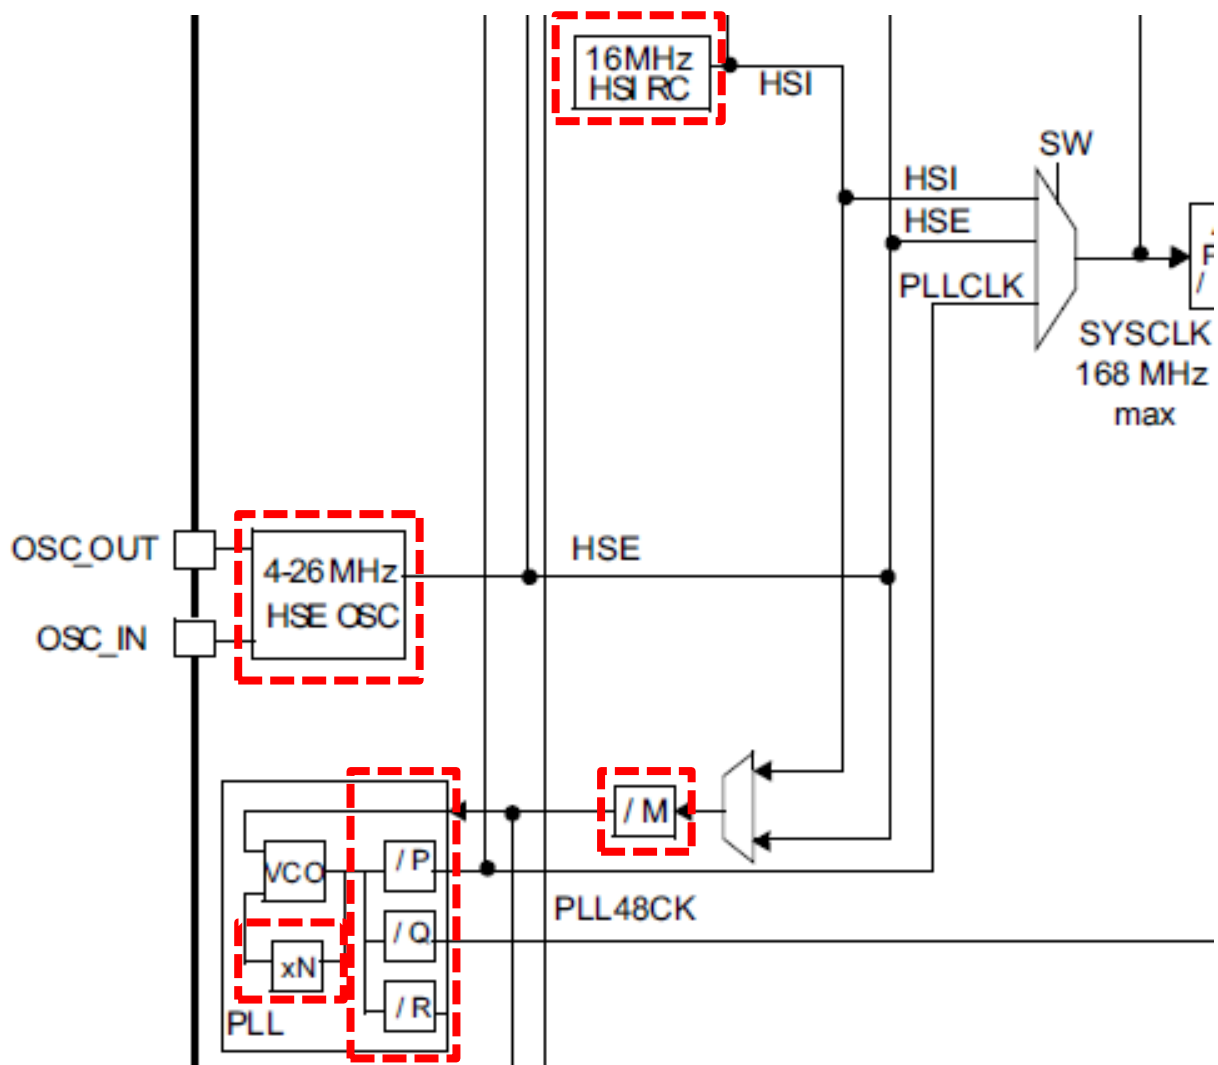 16MHz
HSI RC
HSI
SW
HSI
HSE
PLLCLK
SYSCLK
168 MHz
max
OSC_OUT
4-26 MHz
HSE OSC
HSE
OSC_IN
/ M
VCO
/ P
PLL48CK
/ Q
xN
/ R
PLL